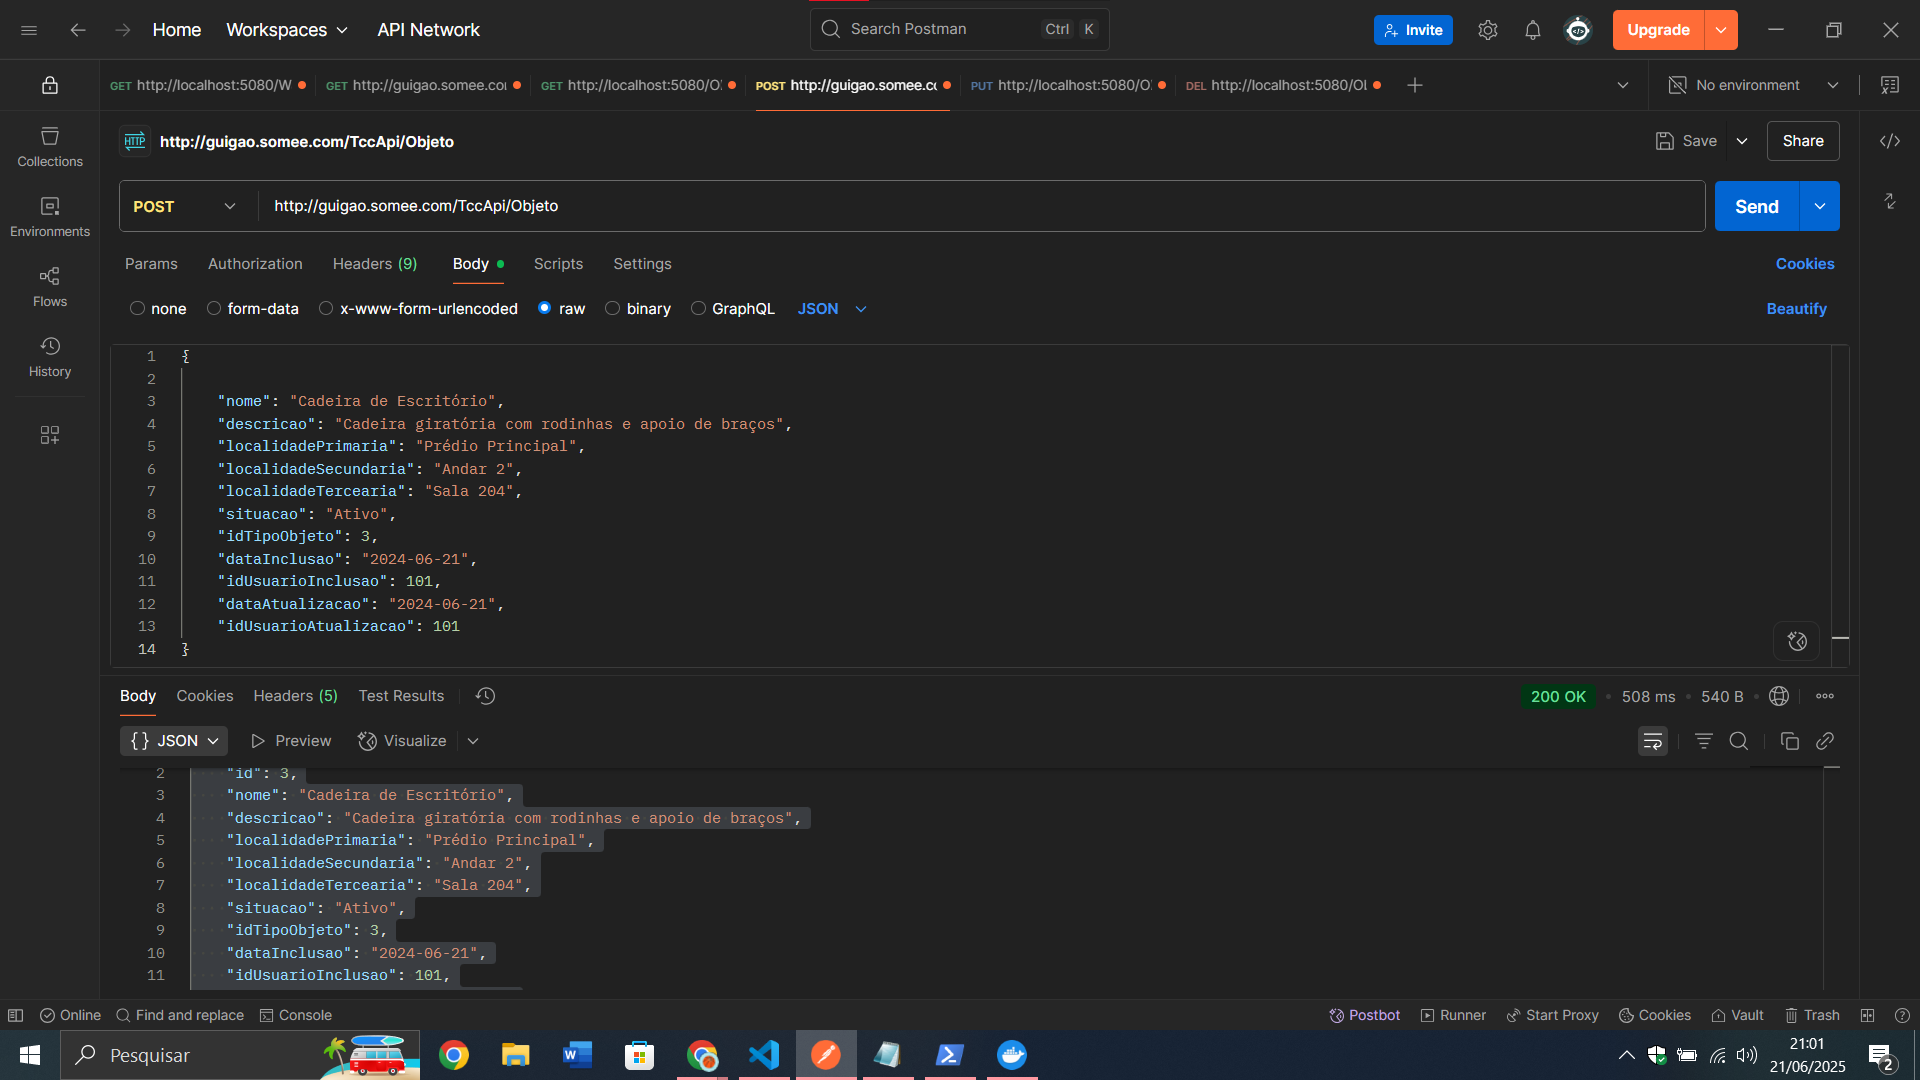 Home Workspaces API Network Search Postman Ctrl K Invite Upgrade
GET http://localhost:5080/W GET http://guigao.somee.co GET http://localhost:5080/O POST http://guigao.somee.co PUT http://localhost:5080/O DEL http://localhost:5080/Ol No environment
Collections
Environments
Flows
History
HTTP http://guigao.somee.com/TccApi/Objeto Save Share
POST http://guigao.somee.com/TccApi/Objeto Send
Params Authorization Headers (9) Body Scripts Settings Cookies
none form-data x-www-form-urlencoded raw binary GraphQL JSON Beautify
1 {
2
3 "nome": "Cadeira de Escritório",
4 "descricao": "Cadeira giratória com rodinhas e apoio de braços",
5 "localidadePrimaria": "Prédio Principal",
6 "localidadeSecundaria": "Andar 2",
7 "localidadeTercearia": "Sala 204",
8 "situacao": "Ativo",
9 "idTipoObjeto": 3,
10 "dataInclusao": "2024-06-21",
11 "idUsuarioInclusao": 101,
12 "dataAtualizacao": "2024-06-21",
13 "idUsuarioAtualizacao": 101
14 }
Body Cookies Headers (5) Test Results 200 OK 508 ms 540 B
{} JSON Preview Visualize
2 "id": 3,
3 "nome": "Cadeira de Escritório",
4 "descricao": "Cadeira giratória com rodinhas e apoio de braços",
5 "localidadePrimaria": "Prédio Principal",
6 "localidadeSecundaria": "Andar 2",
7 "localidadeTercearia": "Sala 204",
8 "situacao": "Ativo",
9 "idTipoObjeto": 3,
10 "dataInclusao": "2024-06-21",
11 "idUsuarioInclusao": 101,
Online Find and replace Console Postbot Runner Start Proxy Cookies Vault Trash
Pesquisar
21:01
21/06/2025
2